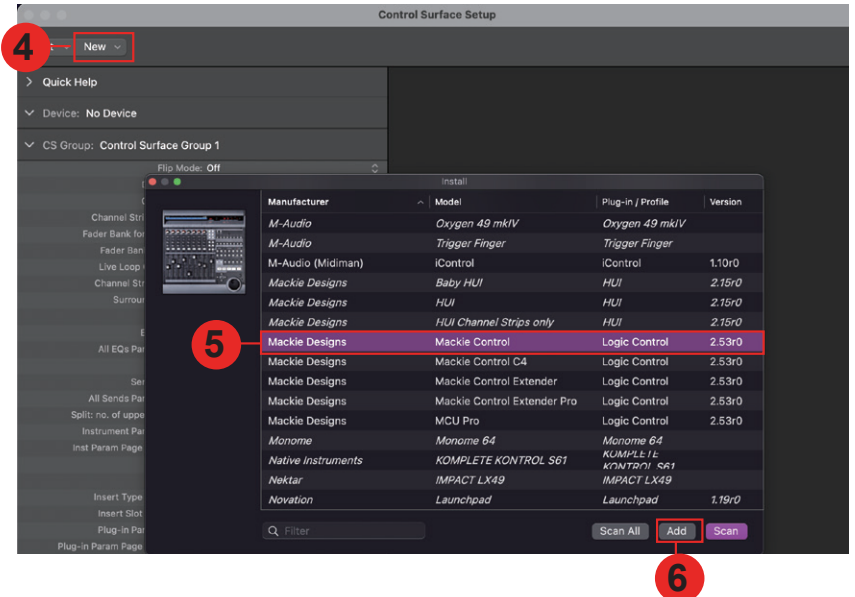 Control Surface Setup
4
New
Quick Help
Device: No Device
CS Group: Control Surface Group 1
Flip Mode: Off
Install
Manufacturer Model Plug-in / Profile Version
Channel Stri
M-Audio Oxygen 49 mkIV Oxygen 49 mkIV
Fader Bank for
M-Audio Trigger Finger Trigger Finger
Fader Ban
M-Audio (Midiman) iControl iControl 1.10r0
Live Loop
Channel Str
Mackie Designs Baby HUI HUI 2.15r0
Surrou
Mackie Designs HUI HUI 2.15r0
Mackie Designs HUI Channel Strips only HUI 2.15r0
5
Mackie Designs Mackie Control Logic Control 2.53r0
All EQs Par
Mackie Designs Mackie Control C4 Logic Control 2.53r0
Sen
Mackie Designs Mackie Control Extender Logic Control 2.53r0
All Sends Par
Mackie Designs Mackie Control Extender Pro Logic Control 2.53r0
Split: no. of uppe
Mackie Designs MCU Pro Logic Control 2.53r0
Instrument Par
Monome Monome 64 Monome 64
Inst Param Page
Native Instruments KOMPLETE KONTROL S61 KOMPLETE
KONTROL S61
Nektar IMPACT LX49 IMPACT LX49
Insert Type
Novation Launchpad Launchpad 1.19r0
Insert Slot
Plug-in Par
Filter Scan All Add Scan
Plug-in Param Page
6